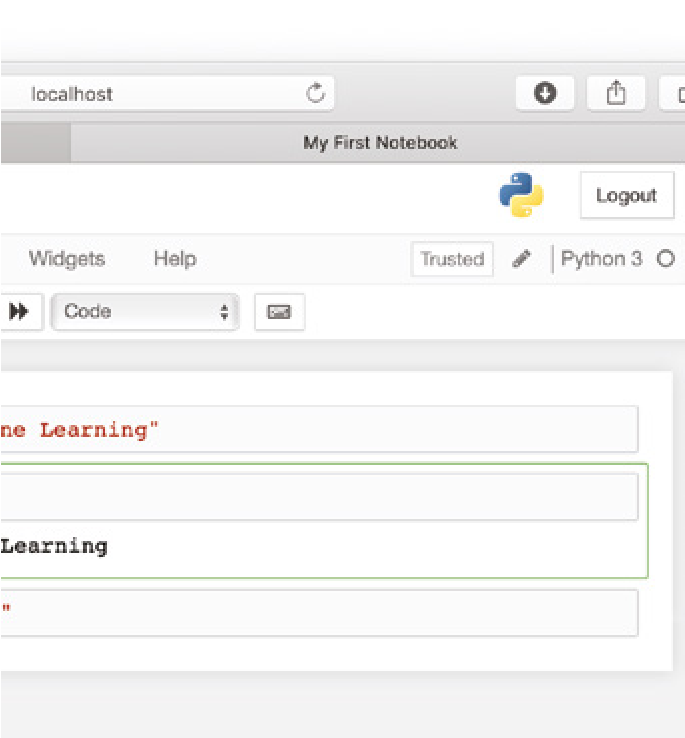 localhost
My First Notebook
Logout
Widgets Help Trusted Python 3
Code
ne Learning"
Learning
"